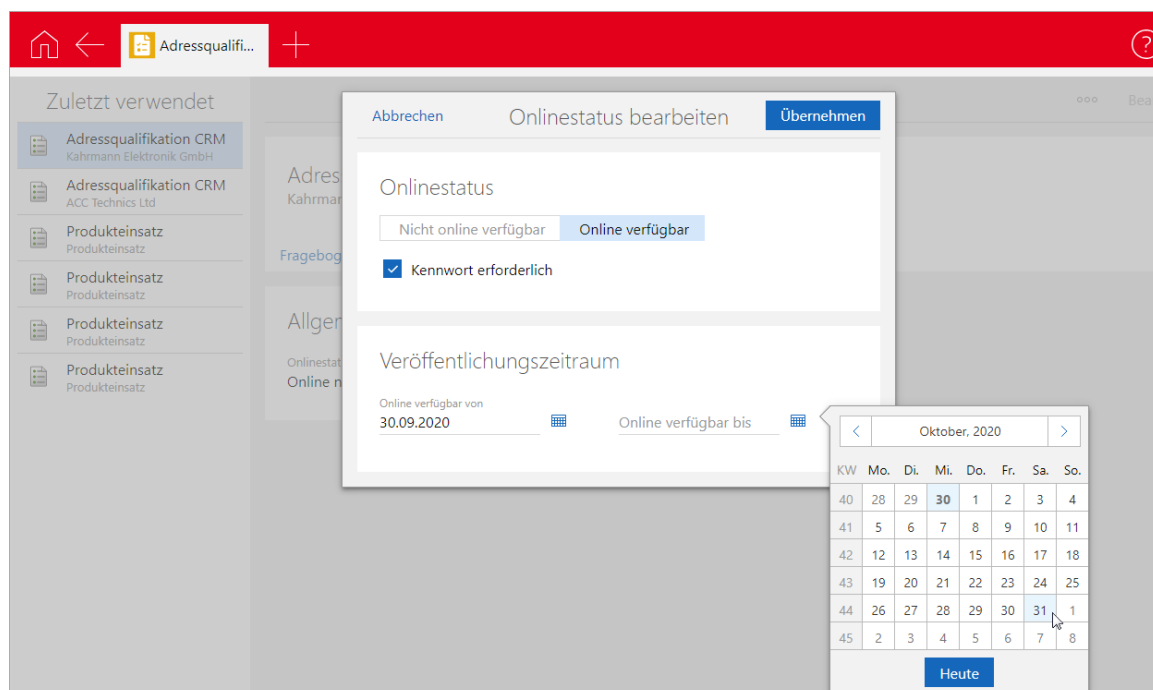 Adressqualifi...
Zuletzt verwendet
Adressqualifikation CRM
Kahrmann Elektronik GmbH
Adressqualifikation CRM
ACC Technics Ltd
Produkteinsatz
Produkteinsatz
Produkteinsatz
Produkteinsatz
Produkteinsatz
Produkteinsatz
Produkteinsatz
Produkteinsatz
Bea
Adres
Kahrmar
Fragebog
Allger
Onlinestat
Online n
Abbrechen Onlinestatus bearbeiten Übernehmen
Onlinestatus
Nicht online verfügbar Online verfügbar
Kennwort erforderlich
Veröffentlichungszeitraum
Online verfügbar von
30.09.2020 Online verfügbar bis
Oktober, 2020
KW Mo. Di. Mi. Do. Fr. Sa. So.
40 28 29 30 1 2 3 4
41 5 6 7 8 9 10 11
42 12 13 14 15 16 17 18
43 19 20 21 22 23 24 25
44 26 27 28 29 30 31 1
45 2 3 4 5 6 7 8
Heute